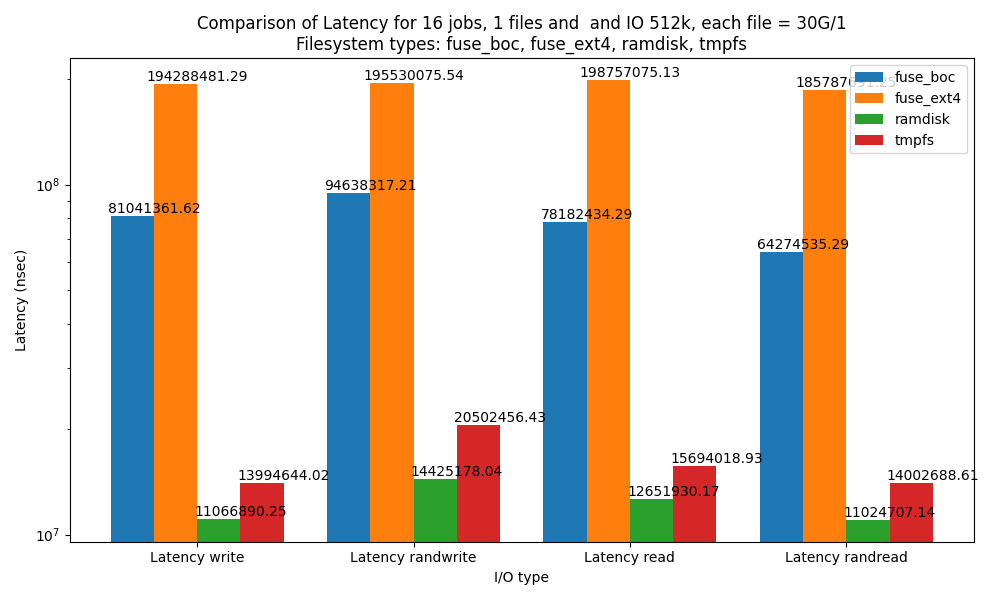 Comparison of Latency for 16 jobs, 1 files and  and IO 512k, each file = 30G/1
Filesystem types: fuse_boc, fuse_ext4, ramdisk, tmpfs
Latency (nsec)
10^8
10^7
81041361.62
194288481.29
11066890.25
13994644.02
94638317.21
195530075.54
14425178.04
20502456.43
78182434.29
198757075.13
12651930.17
15694018.93
64274535.29
11024707.14
14002688.61
fuse_boc
fuse_ext4
ramdisk
tmpfs
Latency write
Latency randwrite
Latency read
Latency randread
I/O type